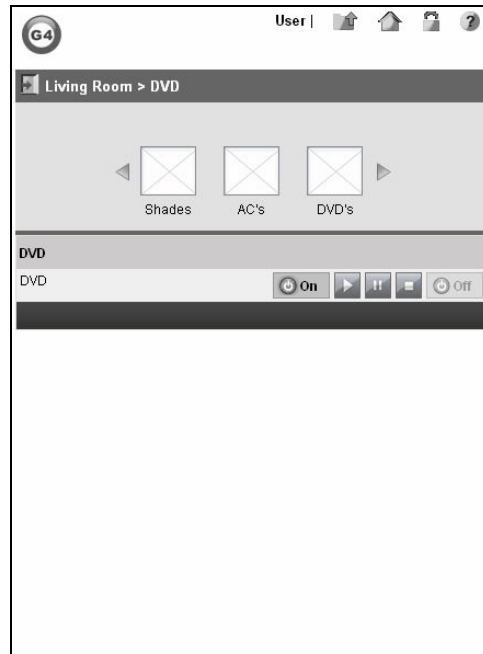 G4
User |
?
Living Room > DVD
Shades AC's DVD's
DVD
DVD On Off